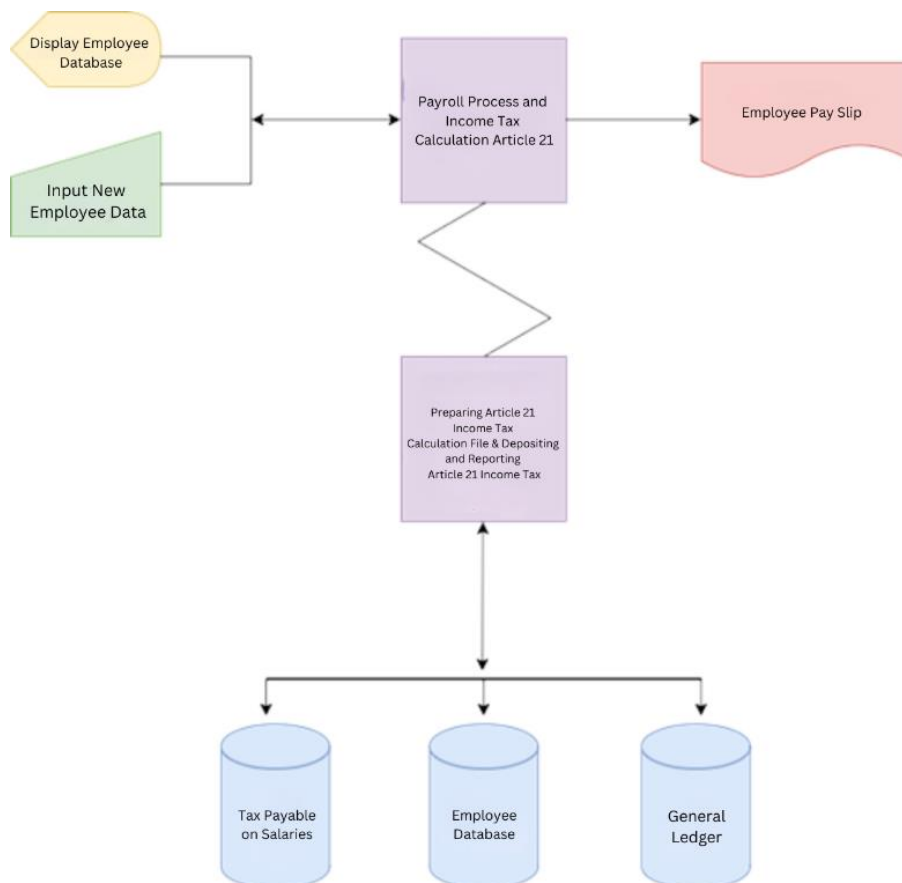 Display Employee
Database
Input New
Employee Data
Payroll Process and
Income Tax
Calculation Article 21
Employee Pay Slip
Preparing Article 21
Income Tax
Calculation File & Depositing
and Reporting
Article 21 Income Tax
Tax Payable
on Salaries
Employee
Database
General
Ledger